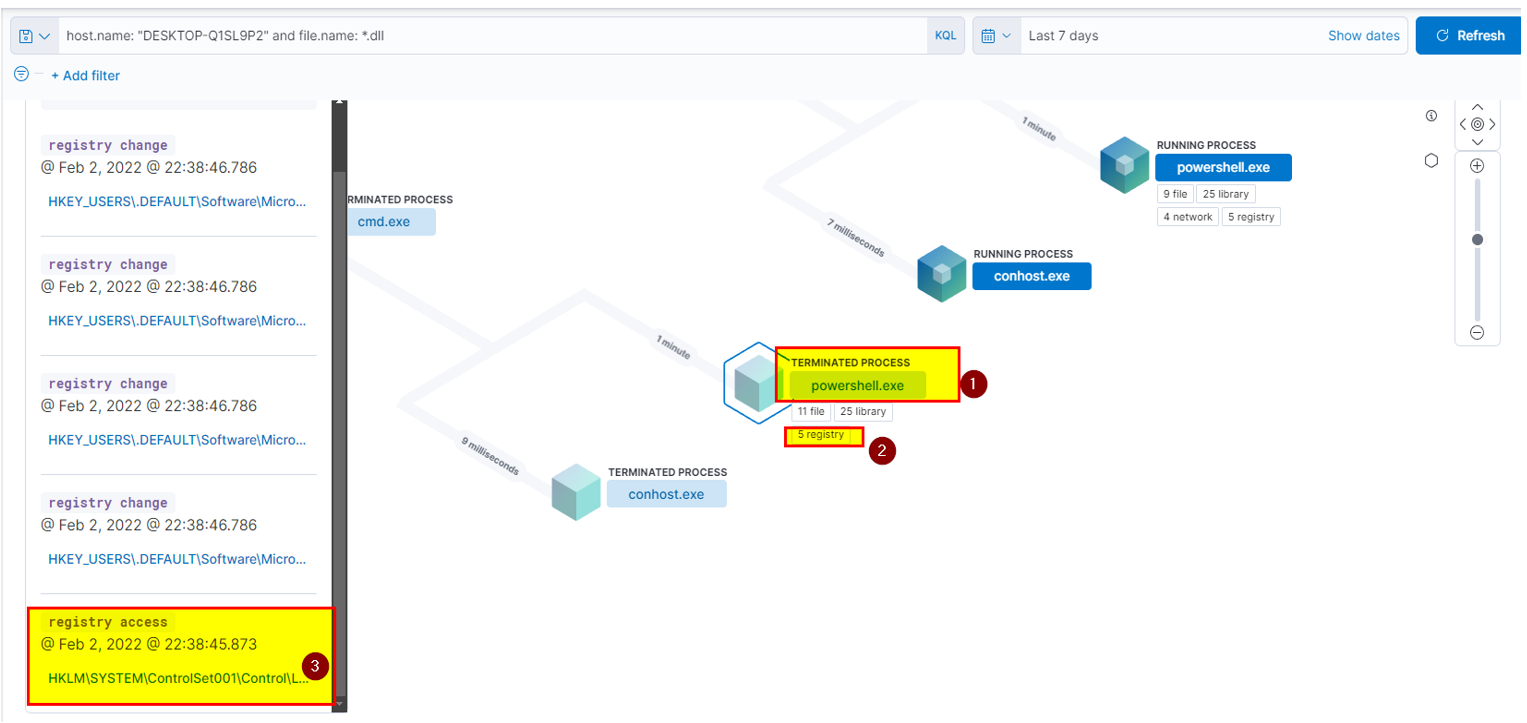 host.name: "DESKTOP-Q1SL9P2" and file.name: *.dll
KQL
Last 7 days
Show dates
Refresh
+ Add filter
registry change
@ Feb 2, 2022 @ 22:38:46.786
HKEY_USERS\.DEFAULT\Software\Micro...
registry change
@ Feb 2, 2022 @ 22:38:46.786
HKEY_USERS\.DEFAULT\Software\Micro...
registry change
@ Feb 2, 2022 @ 22:38:46.786
HKEY_USERS\.DEFAULT\Software\Micro...
registry change
@ Feb 2, 2022 @ 22:38:46.786
HKEY_USERS\.DEFAULT\Software\Micro...
registry access
@ Feb 2, 2022 @ 22:38:45.873
HKLM\SYSTEM\ControlSet001\Control\L...
3
RMINATED PROCESS
cmd.exe
1 minute
RUNNING PROCESS
powershell.exe
9 file
25 library
4 network
5 registry
7 milliseconds
RUNNING PROCESS
conhost.exe
1 minute
TERMINATED PROCESS
powershell.exe
1
11 file
25 library
5 registry
2
9 milliseconds
TERMINATED PROCESS
conhost.exe